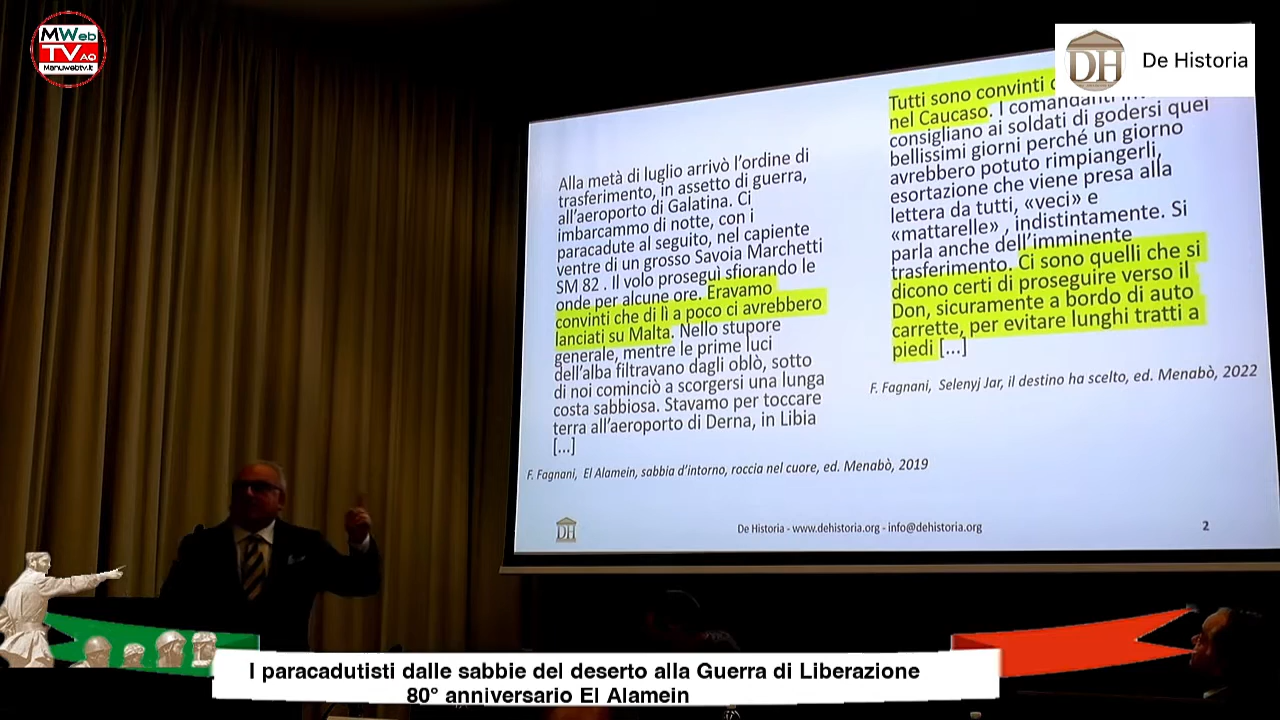 MWeb
TV AQ
Manuwebtv.it
DH
De Historia
Alla metà di luglio arrivò l'ordine di
trasferimento, in assetto di guerra,
all'aeroporto di Galatina. Ci
imbarcammo di notte, con i
paracadute al seguito, nel capiente
ventre di un grosso Savoia Marchetti
SM 82 . Il volo proseguì sfiorando le
onde per alcune ore. Eravamo
convinti che di lì a poco ci avrebbero
lanciati su Malta. Nello stupore
generale, mentre le prime luci
dell'alba filtravano dagli oblò, sotto
di noi cominciò a scorgersi una lunga
costa sabbiosa. Stavamo per toccare
terra all'aeroporto di Derna, in Libia
[...]
F. Fagnani, El Alamein, sabbia d'intorno, roccia nel cuore, ed. Menabò, 2019
Tutti sono convinti
nel Caucaso. I comandanti
consigliano ai soldati di godersi quei
bellissimi giorni perché un giorno
avrebbero potuto rimpiangerli,
esortazione che viene presa alla
lettera da tutti, «veci» e
«mattarelle» , indistintamente. Si
parla anche dell'imminente
trasferimento. Ci sono quelli che si
dicono certi di proseguire verso il
Don, sicuramente a bordo di auto
carrette, per evitare lunghi tratti a
piedi [...]
F. Fagnani, Selenyj Jar, il destino ha scelto, ed. Menabò, 2022
DH
De Historia - www.dehistoria.org - info@dehistoria.org
2
I paracadutisti dalle sabbie del deserto alla Guerra di Liberazione
80° anniversario El Alamein